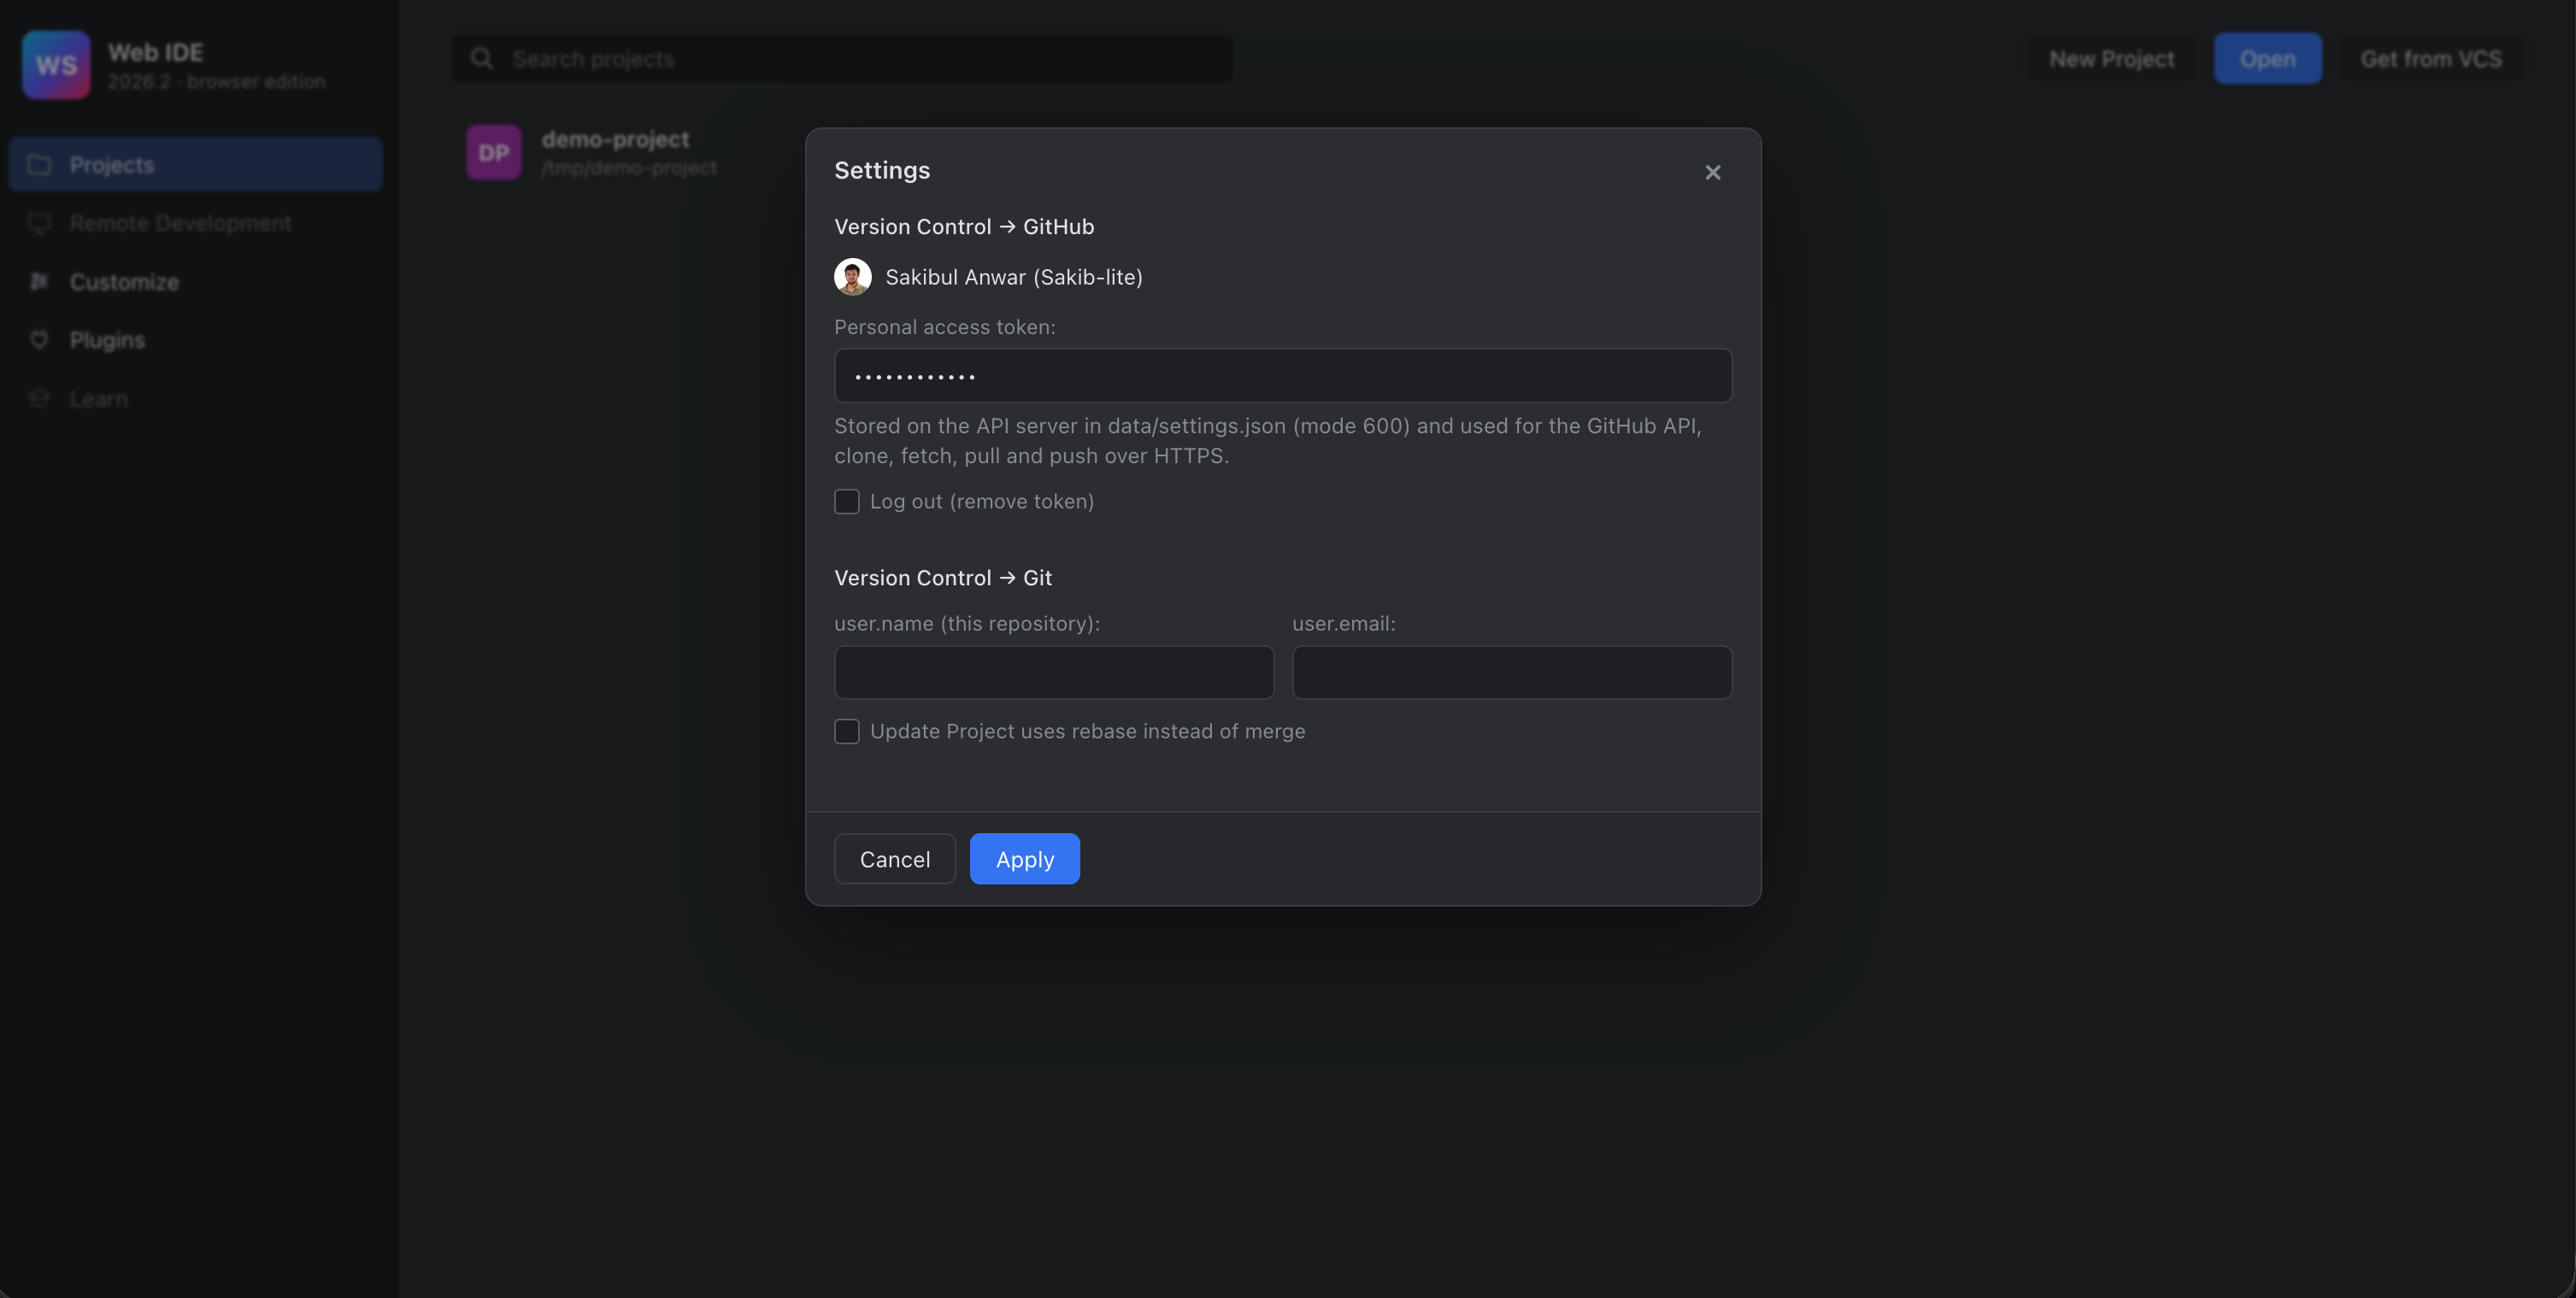 WS
Web IDE
2026.2 · browser edition
Projects
Remote Development
Customize
Plugins
Learn
Search projects
New Project
Open
Get from VCS
DP
demo-project
/tmp/demo-project
Settings
Version Control → GitHub
Sakibul Anwar (Sakib-lite)
Personal access token:
••••••••••••
Stored on the API server in data/settings.json (mode 600) and used for the GitHub API,
clone, fetch, pull and push over HTTPS.
Log out (remove token)
Version Control → Git
user.name (this repository):
user.email:
Update Project uses rebase instead of merge
Cancel
Apply